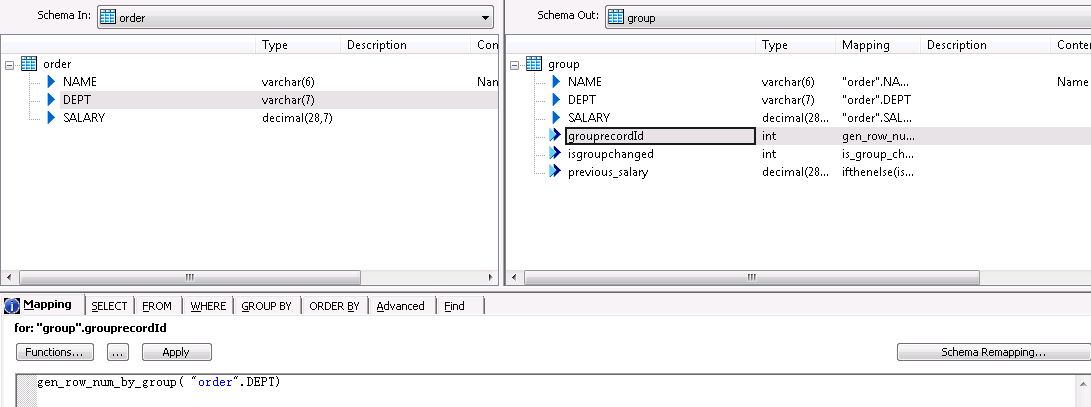 Schema In: order Schema Out: group
Type Description Con Type Mapping Description Conte
order group
NAME varchar(6) Nan NAME varchar(6) "order".NA... Name
DEPT varchar(7) DEPT varchar(7) "order".DEPT
SALARY decimal(28,7) SALARY decimal(28... "order".SAL...
grouprecordId int gen_row_nu...
isgroupchanged int is_group_ch...
previous_salary decimal(28... ifthenelse(is...
Mapping SELECT FROM WHERE GROUP BY ORDER BY Advanced Find
for: "group".grouprecordId
Functions... ... Apply Schema Remapping...
gen_row_num_by_group( "order".DEPT)